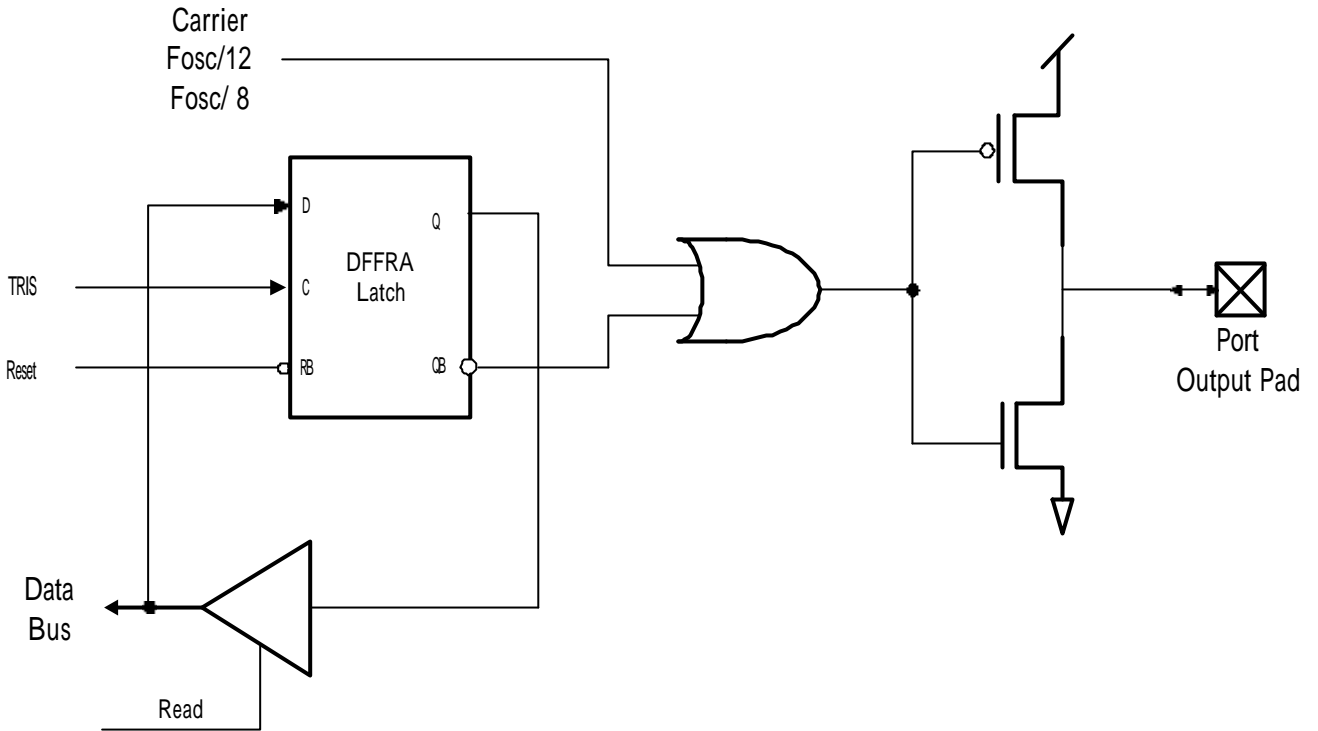 Carrier
Fosc/12
Fosc/ 8
D
Q
DFFRA
Latch
TRIS
C
Reset
RB
QB
Port
Output Pad
Data
Bus
Read